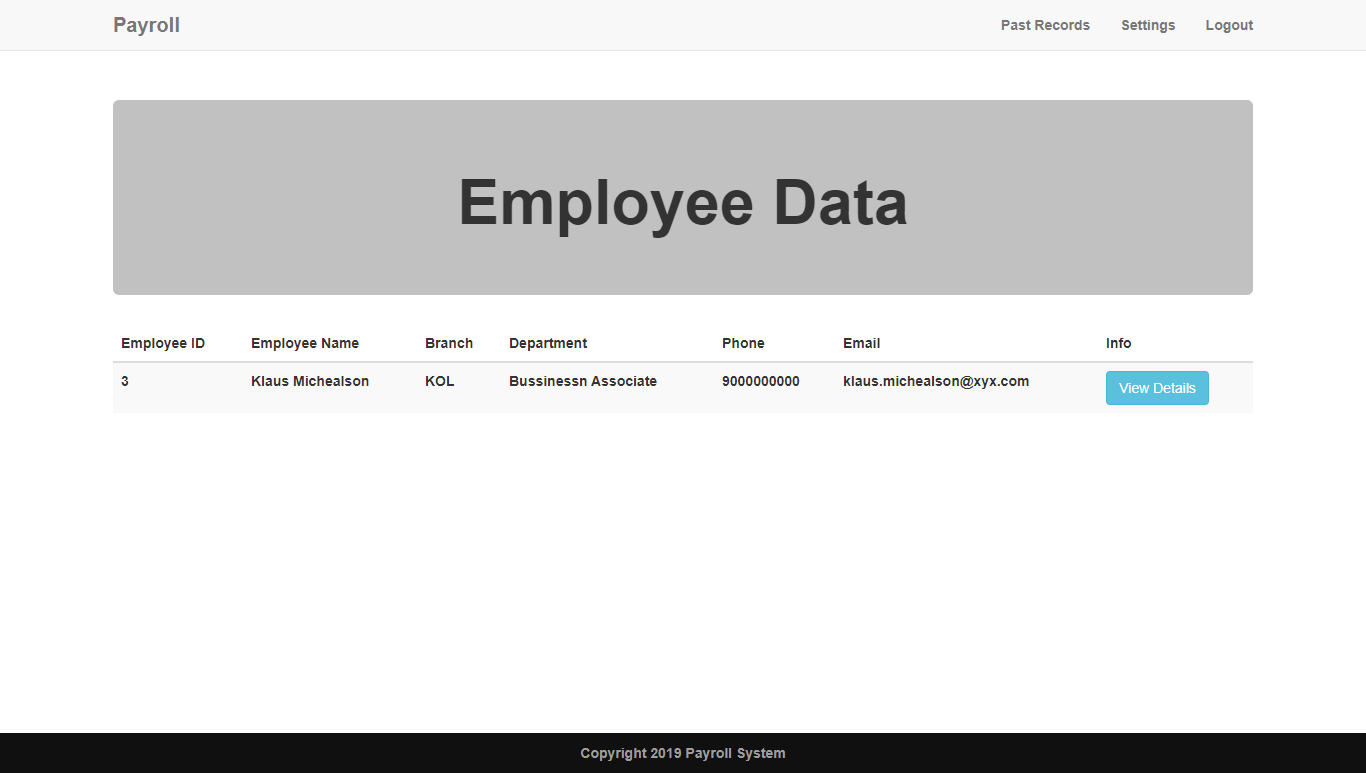 Payroll Past Records Settings Logout
Employee Data
Employee ID Employee Name Branch Department Phone Email Info
3 Klaus Michealson KOL Bussinessn Associate 9000000000 klaus.michealson@xyx.com View Details
Copyright 2019 Payroll System